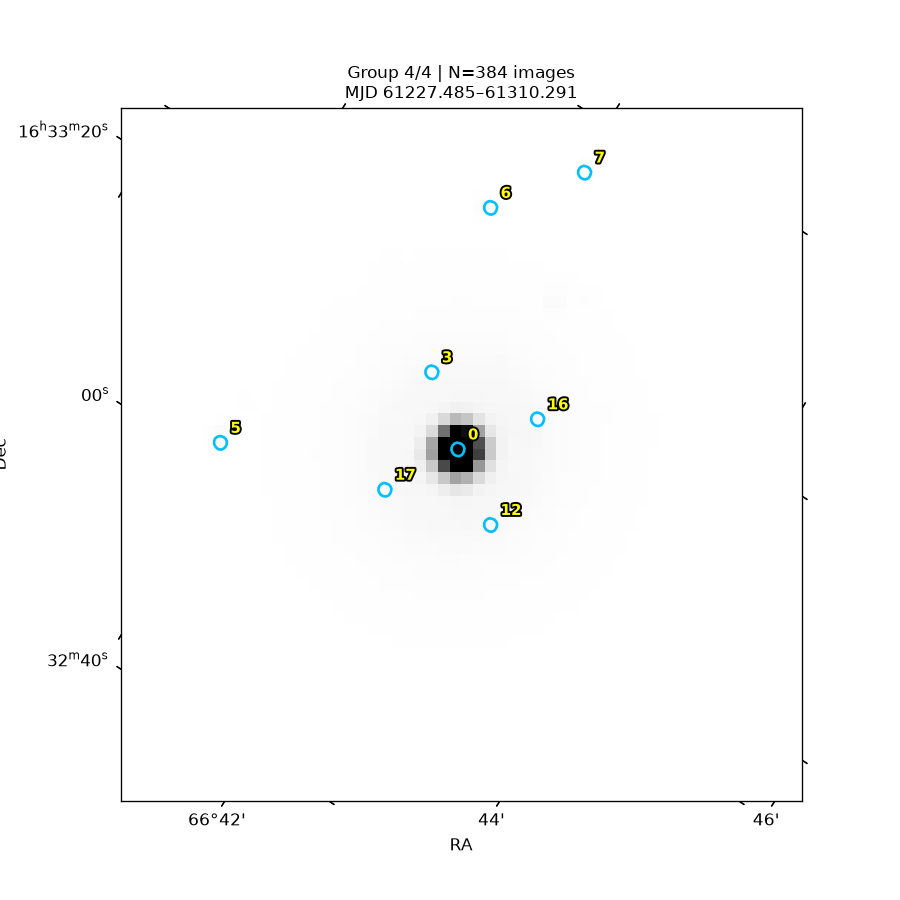 Group 4/4 | N=384 images
MJD 61227.485–61310.291
16h33m20s
7
6
3
00s
16
5
0
17
12
Dec
32m40s
66°42'
44'
46'
RA